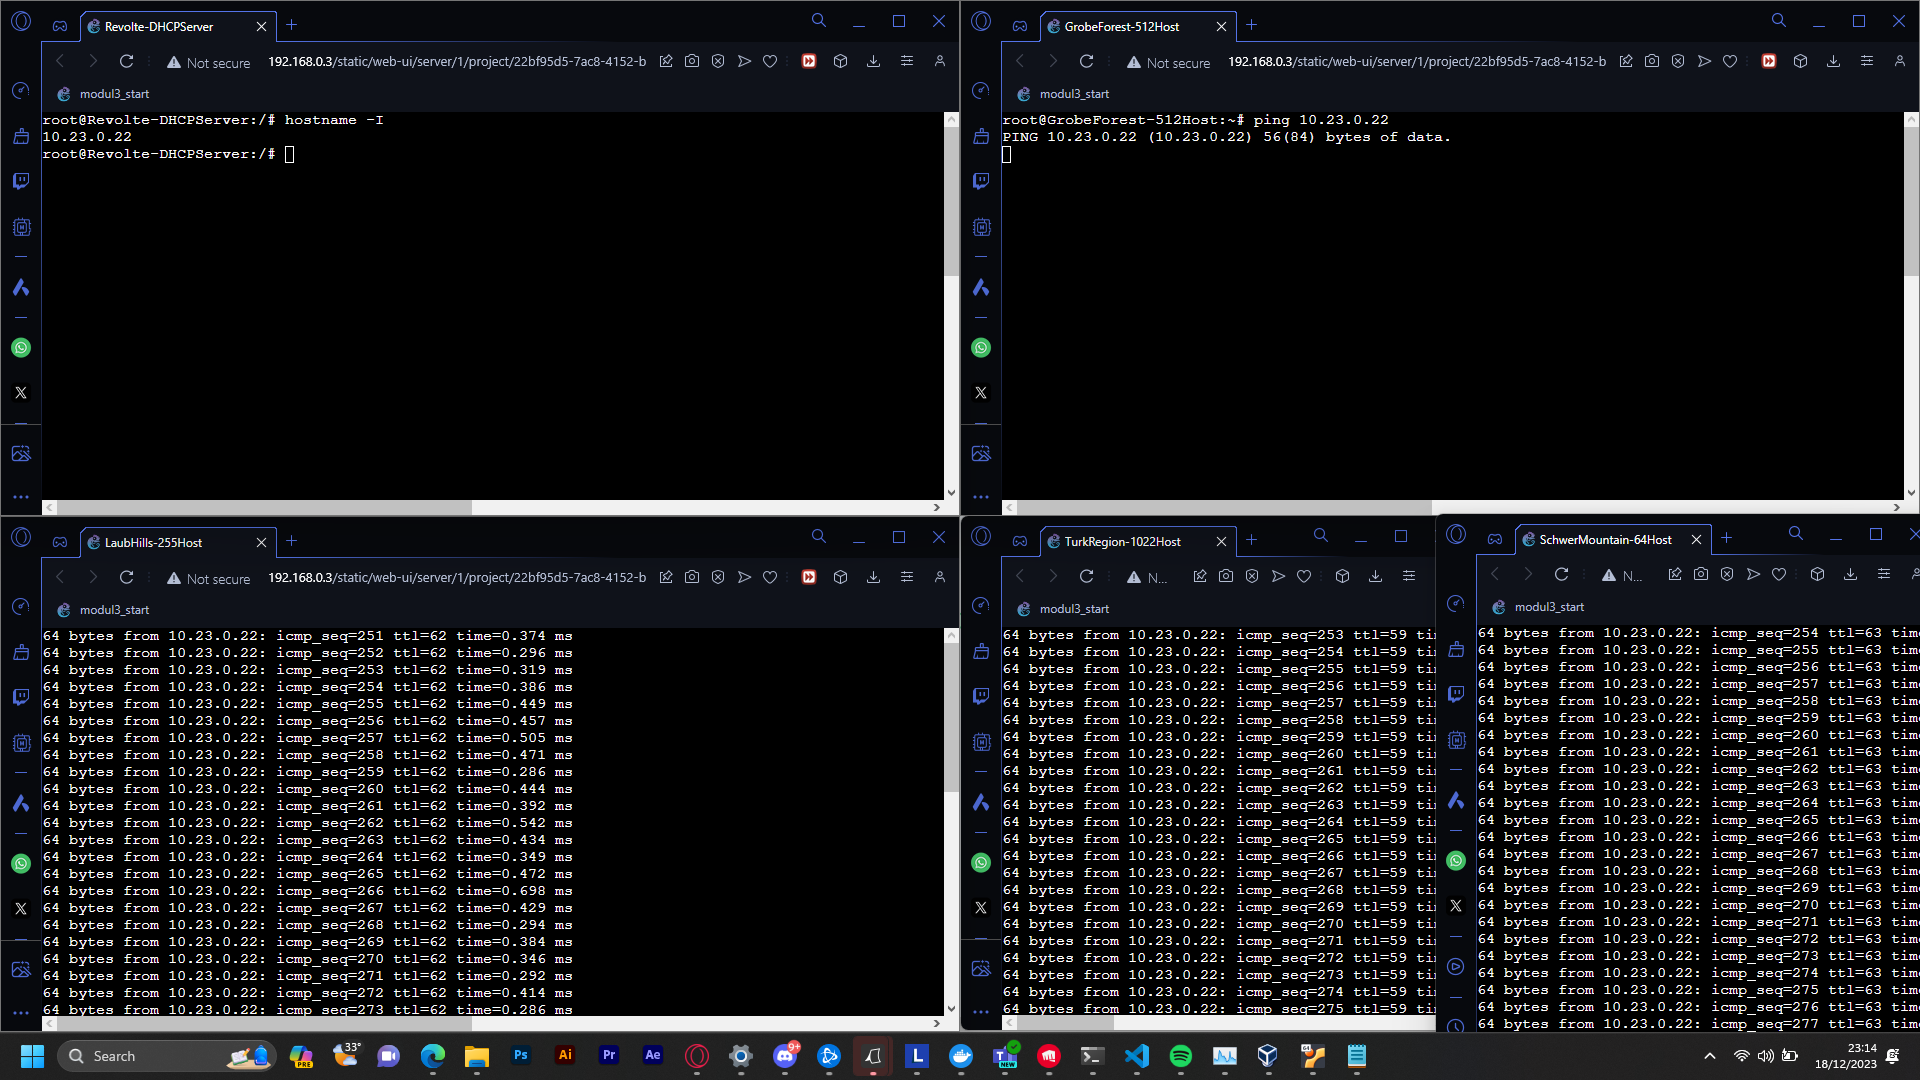 Revolte-DHCPServer
Not secure
192.168.0.3/static/web-ui/server/1/project/22bf95d5-7ac8-4152-b
modul3_start
root@Revolte-DHCPServer:/# hostname -I
10.23.0.22
root@Revolte-DHCPServer:/#
GrobeForest-512Host
Not secure
192.168.0.3/static/web-ui/server/1/project/22bf95d5-7ac8-4152-b
modul3_start
root@GrobeForest-512Host:~# ping 10.23.0.22
PING 10.23.0.22 (10.23.0.22) 56(84) bytes of data.
LaubHills-255Host
Not secure
192.168.0.3/static/web-ui/server/1/project/22bf95d5-7ac8-4152-b
modul3_start
64 bytes from 10.23.0.22: icmp_seq=251 ttl=62 time=0.374 ms
64 bytes from 10.23.0.22: icmp_seq=252 ttl=62 time=0.296 ms
64 bytes from 10.23.0.22: icmp_seq=253 ttl=62 time=0.319 ms
64 bytes from 10.23.0.22: icmp_seq=254 ttl=62 time=0.386 ms
64 bytes from 10.23.0.22: icmp_seq=255 ttl=62 time=0.449 ms
64 bytes from 10.23.0.22: icmp_seq=256 ttl=62 time=0.457 ms
64 bytes from 10.23.0.22: icmp_seq=257 ttl=62 time=0.505 ms
64 bytes from 10.23.0.22: icmp_seq=258 ttl=62 time=0.471 ms
64 bytes from 10.23.0.22: icmp_seq=259 ttl=62 time=0.286 ms
64 bytes from 10.23.0.22: icmp_seq=260 ttl=62 time=0.444 ms
64 bytes from 10.23.0.22: icmp_seq=261 ttl=62 time=0.392 ms
64 bytes from 10.23.0.22: icmp_seq=262 ttl=62 time=0.542 ms
64 bytes from 10.23.0.22: icmp_seq=263 ttl=62 time=0.434 ms
64 bytes from 10.23.0.22: icmp_seq=264 ttl=62 time=0.349 ms
64 bytes from 10.23.0.22: icmp_seq=265 ttl=62 time=0.472 ms
64 bytes from 10.23.0.22: icmp_seq=266 ttl=62 time=0.698 ms
64 bytes from 10.23.0.22: icmp_seq=267 ttl=62 time=0.429 ms
64 bytes from 10.23.0.22: icmp_seq=268 ttl=62 time=0.294 ms
64 bytes from 10.23.0.22: icmp_seq=269 ttl=62 time=0.384 ms
64 bytes from 10.23.0.22: icmp_seq=270 ttl=62 time=0.346 ms
64 bytes from 10.23.0.22: icmp_seq=271 ttl=62 time=0.292 ms
64 bytes from 10.23.0.22: icmp_seq=272 ttl=62 time=0.414 ms
64 bytes from 10.23.0.22: icmp_seq=273 ttl=62 time=0.286 ms
TurkRegion-1022Host
N...
modul3_start
64 bytes from 10.23.0.22: icmp_seq=253 ttl=59 ti
64 bytes from 10.23.0.22: icmp_seq=254 ttl=59 ti
64 bytes from 10.23.0.22: icmp_seq=255 ttl=59 ti
64 bytes from 10.23.0.22: icmp_seq=256 ttl=59 ti
64 bytes from 10.23.0.22: icmp_seq=257 ttl=59 ti
64 bytes from 10.23.0.22: icmp_seq=258 ttl=59 ti
64 bytes from 10.23.0.22: icmp_seq=259 ttl=59 ti
64 bytes from 10.23.0.22: icmp_seq=260 ttl=59 ti
64 bytes from 10.23.0.22: icmp_seq=261 ttl=59 ti
64 bytes from 10.23.0.22: icmp_seq=262 ttl=59 ti
64 bytes from 10.23.0.22: icmp_seq=263 ttl=59 ti
64 bytes from 10.23.0.22: icmp_seq=264 ttl=59 ti
64 bytes from 10.23.0.22: icmp_seq=265 ttl=59 ti
64 bytes from 10.23.0.22: icmp_seq=266 ttl=59 ti
64 bytes from 10.23.0.22: icmp_seq=267 ttl=59 ti
64 bytes from 10.23.0.22: icmp_seq=268 ttl=59 ti
64 bytes from 10.23.0.22: icmp_seq=269 ttl=59 ti
64 bytes from 10.23.0.22: icmp_seq=270 ttl=59 ti
64 bytes from 10.23.0.22: icmp_seq=271 ttl=59 ti
64 bytes from 10.23.0.22: icmp_seq=272 ttl=59 ti
64 bytes from 10.23.0.22: icmp_seq=273 ttl=59 ti
64 bytes from 10.23.0.22: icmp_seq=274 ttl=59 ti
64 bytes from 10.23.0.22: icmp_seq=275 ttl=59 ti
SchwerMountain-64Host
N...
modul3_start
64 bytes from 10.23.0.22: icmp_seq=254 ttl=63 time
64 bytes from 10.23.0.22: icmp_seq=255 ttl=63 time
64 bytes from 10.23.0.22: icmp_seq=256 ttl=63 time
64 bytes from 10.23.0.22: icmp_seq=257 ttl=63 time
64 bytes from 10.23.0.22: icmp_seq=258 ttl=63 time
64 bytes from 10.23.0.22: icmp_seq=259 ttl=63 time
64 bytes from 10.23.0.22: icmp_seq=260 ttl=63 time
64 bytes from 10.23.0.22: icmp_seq=261 ttl=63 time
64 bytes from 10.23.0.22: icmp_seq=262 ttl=63 time
64 bytes from 10.23.0.22: icmp_seq=263 ttl=63 time
64 bytes from 10.23.0.22: icmp_seq=264 ttl=63 time
64 bytes from 10.23.0.22: icmp_seq=265 ttl=63 time
64 bytes from 10.23.0.22: icmp_seq=266 ttl=63 time
64 bytes from 10.23.0.22: icmp_seq=267 ttl=63 time
64 bytes from 10.23.0.22: icmp_seq=268 ttl=63 time
64 bytes from 10.23.0.22: icmp_seq=269 ttl=63 time
64 bytes from 10.23.0.22: icmp_seq=270 ttl=63 time
64 bytes from 10.23.0.22: icmp_seq=271 ttl=63 time
64 bytes from 10.23.0.22: icmp_seq=272 ttl=63 time
64 bytes from 10.23.0.22: icmp_seq=273 ttl=63 time
64 bytes from 10.23.0.22: icmp_seq=274 ttl=63 time
64 bytes from 10.23.0.22: icmp_seq=275 ttl=63 time
64 bytes from 10.23.0.22: icmp_seq=276 ttl=63 time
64 bytes from 10.23.0.22: icmp_seq=277 ttl=63 time
Search
PRE
33°
Ps
Ai
Pr
Ae
9+
L
NEW
23:14
18/12/2023